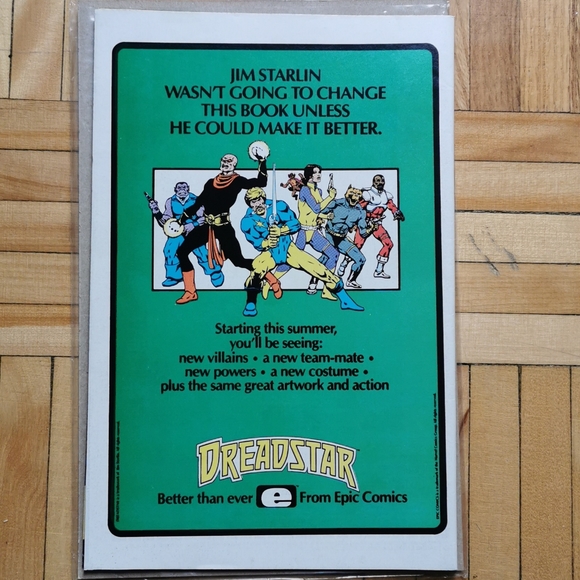 JIM STARLIN
WASN'T GOING TO CHANGE
THIS BOOK UNLESS
HE COULD MAKE IT BETTER.
Starting this summer,
you'll be seeing:
new villains • a new team-mate •
new powers • a new costume •
plus the same great artwork and action
DREADSTAR
Better than ever e From Epic Comics